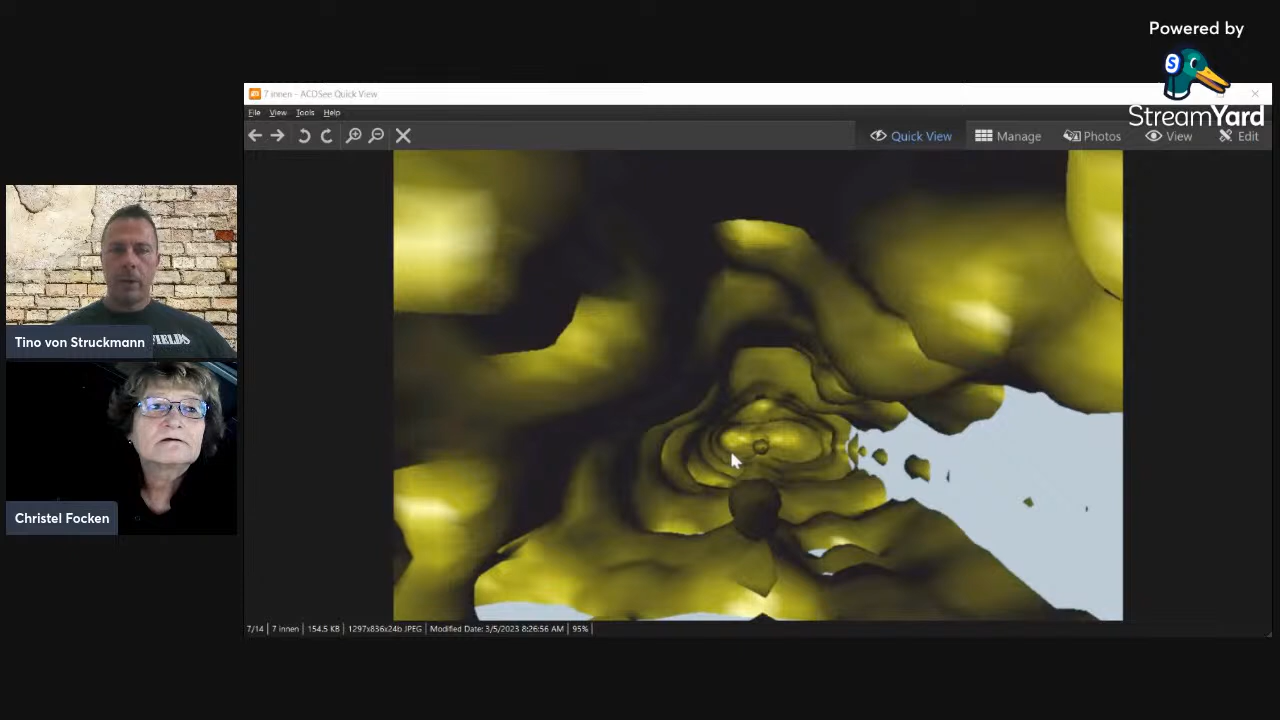 Powered by
S
StreamYard
7 innen - ACDSee Quick View
File View Tools Help
Quick View
Manage
Photos
View
Edit
FIELDS
Tino von Struckmann
Christel Focken
7/14 | 7 innen | 154.5 KB | 1297x836x24b JPEG | Modified Date: 3/5/2023 8:26:56 AM | 95%